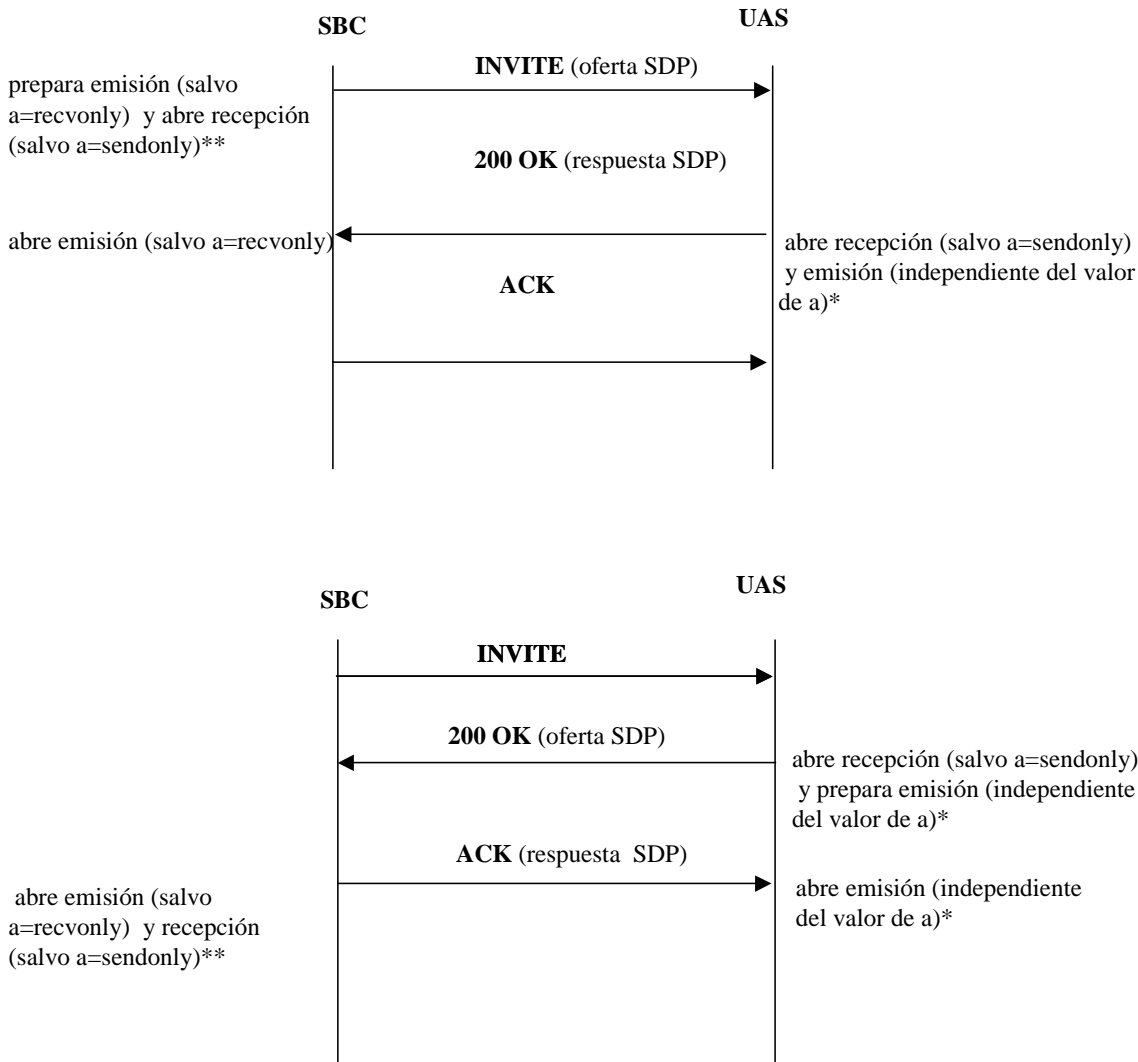 SBC
UAS
INVITE (oferta SDP)
prepara emisión (salvo
a=recvonly) y abre recepción
(salvo a=sendonly)**
200 OK (respuesta SDP)
abre emisión (salvo a=recvonly)
abre recepción (salvo a=sendonly)
y emisión (independiente del valor
de a)*
ACK
SBC
UAS
INVITE
200 OK (oferta SDP)
abre recepción (salvo a=sendonly)
y prepara emisión (independiente
del valor de a)*
ACK (respuesta SDP)
abre emisión (salvo
a=recvonly) y recepción
(salvo a=sendonly)**
abre emisión (independiente
del valor de a)*